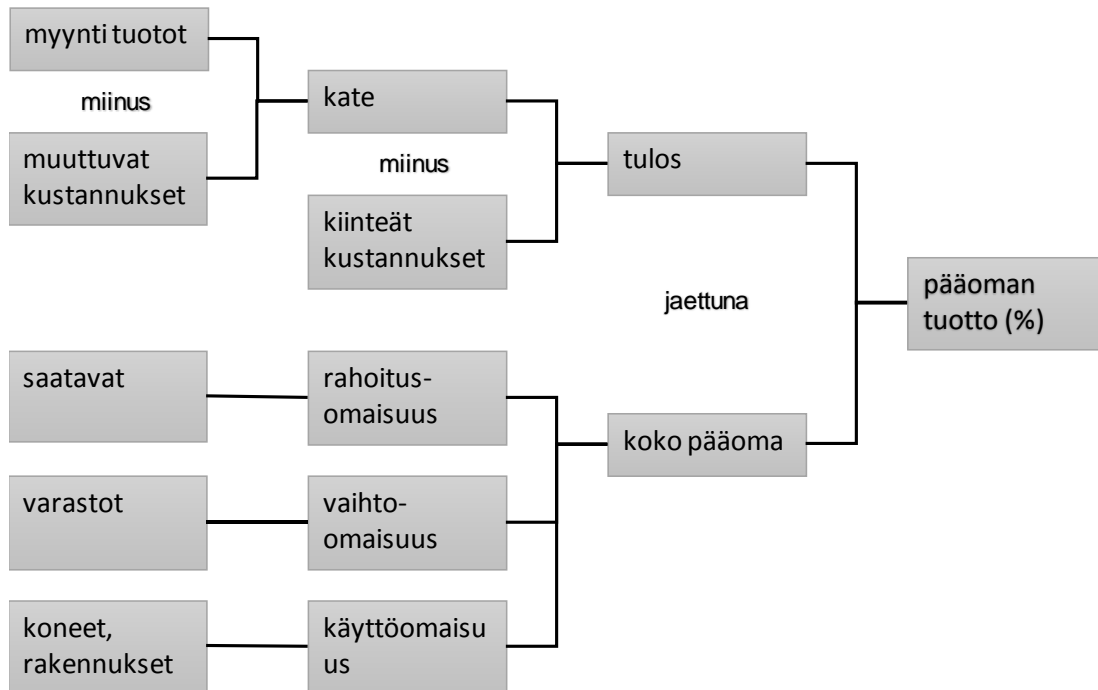 myynti tuotot
miinus
muuttuvat
kustannukset
kate
miinus
kiinteät
kustannukset
tulos
jaettuna
pääoman
tuotto (%)
saatavat
rahoitus-
omaisuus
koko pääoma
varastot
vaihto-
omaisuus
koneet,
rakennukset
käyttöomaisu
us